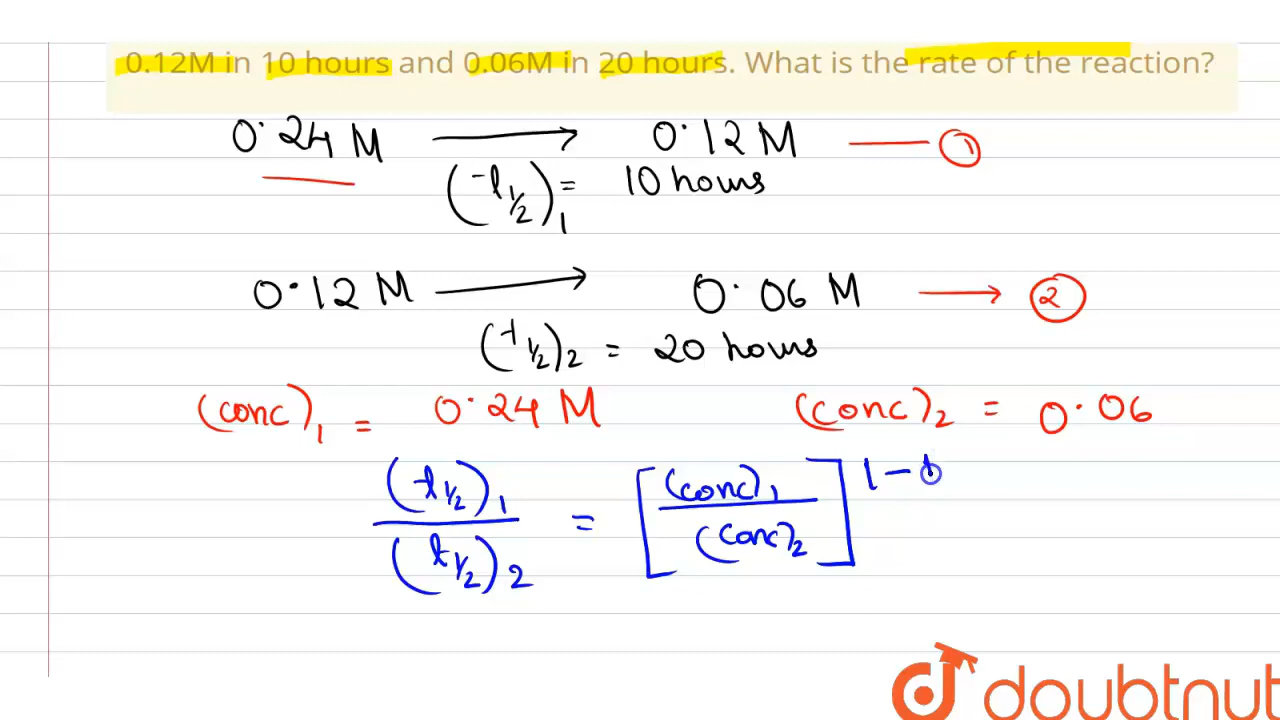 0.12M in 10 hours and 0.06M in 20 hours. What is the rate of the reaction?
0.24 M ⟶ 0.12 M — ①
(t1/2)1 = 10 hours
0.12 M ⟶ 0.06 M ⟶ ②
(t1/2)2 = 20 hours
(conc)1 = 0.24 M (conc)2 = 0.06
(t1/2)1 / (t1/2)2 = [(conc)1 / (conc)2]^1-
doubtnut